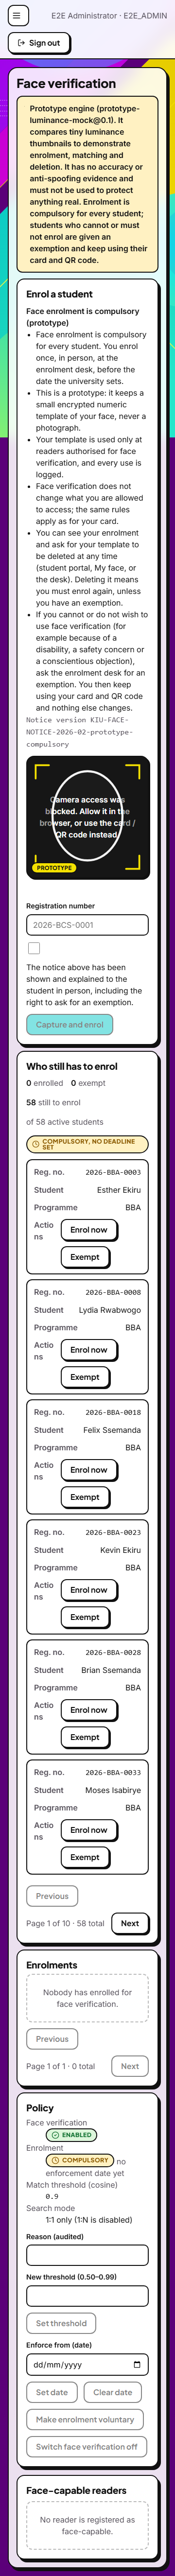 E2E Administrator · E2E_ADMIN
Sign out
Face verification
Prototype engine (prototype-
luminance-mock@0.1). It
compares tiny luminance
thumbnails to demonstrate
enrolment, matching and
deletion. It has no accuracy or
anti-spoofing evidence and
must not be used to protect
anything real. Enrolment is
compulsory for every student;
students who cannot or must
not enrol are given an
exemption and keep using their
card and QR code.
Enrol a student
Face enrolment is compulsory
(prototype)
• Face enrolment is compulsory
for every student. You enrol
once, in person, at the
enrolment desk, before the
date the university sets.
• This is a prototype: it keeps a
small encrypted numeric
template of your face, never a
photograph.
• Your template is used only at
readers authorised for face
verification, and every use is
logged.
• Face verification does not
change what you are allowed
to access; the same rules
apply as for your card.
• You can see your enrolment
and ask for your template to
be deleted at any time
(student portal, My face, or
the desk). Deleting it means
you must enrol again, unless
you have an exemption.
• If you cannot or do not wish to
use face verification (for
example because of a
disability, a safety concern or
a conscientious objection),
ask the enrolment desk for an
exemption. You then keep
using your card and QR code
and nothing else changes.
Notice version KIU-FACE-
NOTICE-2026-02-prototype-
compulsory
Camera access was
blocked. Allow it in the
browser, or use the card /
QR code instead.
PROTOTYPE
Registration number
2026-BCS-0001
The notice above has been
shown and explained to the
student in person, including the
right to ask for an exemption.
Capture and enrol
Who still has to enrol
0 enrolled 0 exempt
58 still to enrol
of 58 active students
COMPULSORY, NO DEADLINE
SET
Reg. no. 2026-BBA-0003
Student Esther Ekiru
Programme BBA
Actio
ns
Enrol now
Exempt
Reg. no. 2026-BBA-0008
Student Lydia Rwabwogo
Programme BBA
Actio
ns
Enrol now
Exempt
Reg. no. 2026-BBA-0018
Student Felix Ssemanda
Programme BBA
Actio
ns
Enrol now
Exempt
Reg. no. 2026-BBA-0023
Student Kevin Ekiru
Programme BBA
Actio
ns
Enrol now
Exempt
Reg. no. 2026-BBA-0028
Student Brian Ssemanda
Programme BBA
Actio
ns
Enrol now
Exempt
Reg. no. 2026-BBA-0033
Student Moses Isabirye
Programme BBA
Actio
ns
Enrol now
Exempt
Previous
Page 1 of 10 · 58 total Next
Enrolments
Nobody has enrolled for
face verification.
Previous
Page 1 of 1 · 0 total Next
Policy
Face verification
ENABLED
Enrolment
COMPULSORY no
enforcement date yet
Match threshold (cosine)
0.9
Search mode
1:1 only (1:N is disabled)
Reason (audited)
New threshold (0.50–0.99)
Set threshold
Enforce from (date)
dd/mm/yyyy
Set date Clear date
Make enrolment voluntary
Switch face verification off
Face-capable readers
No reader is registered as
face-capable.